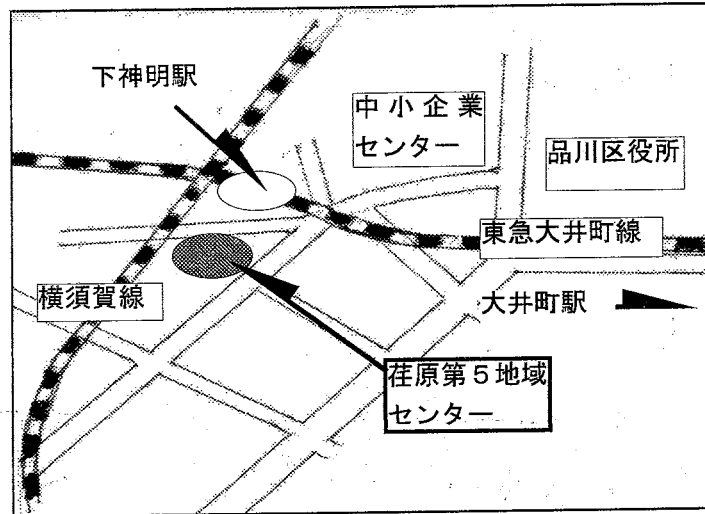 下神明駅
中小企業
センター
品川区役所
東急大井町線
横須賀線
大井町駅
荏原第５地域
センター